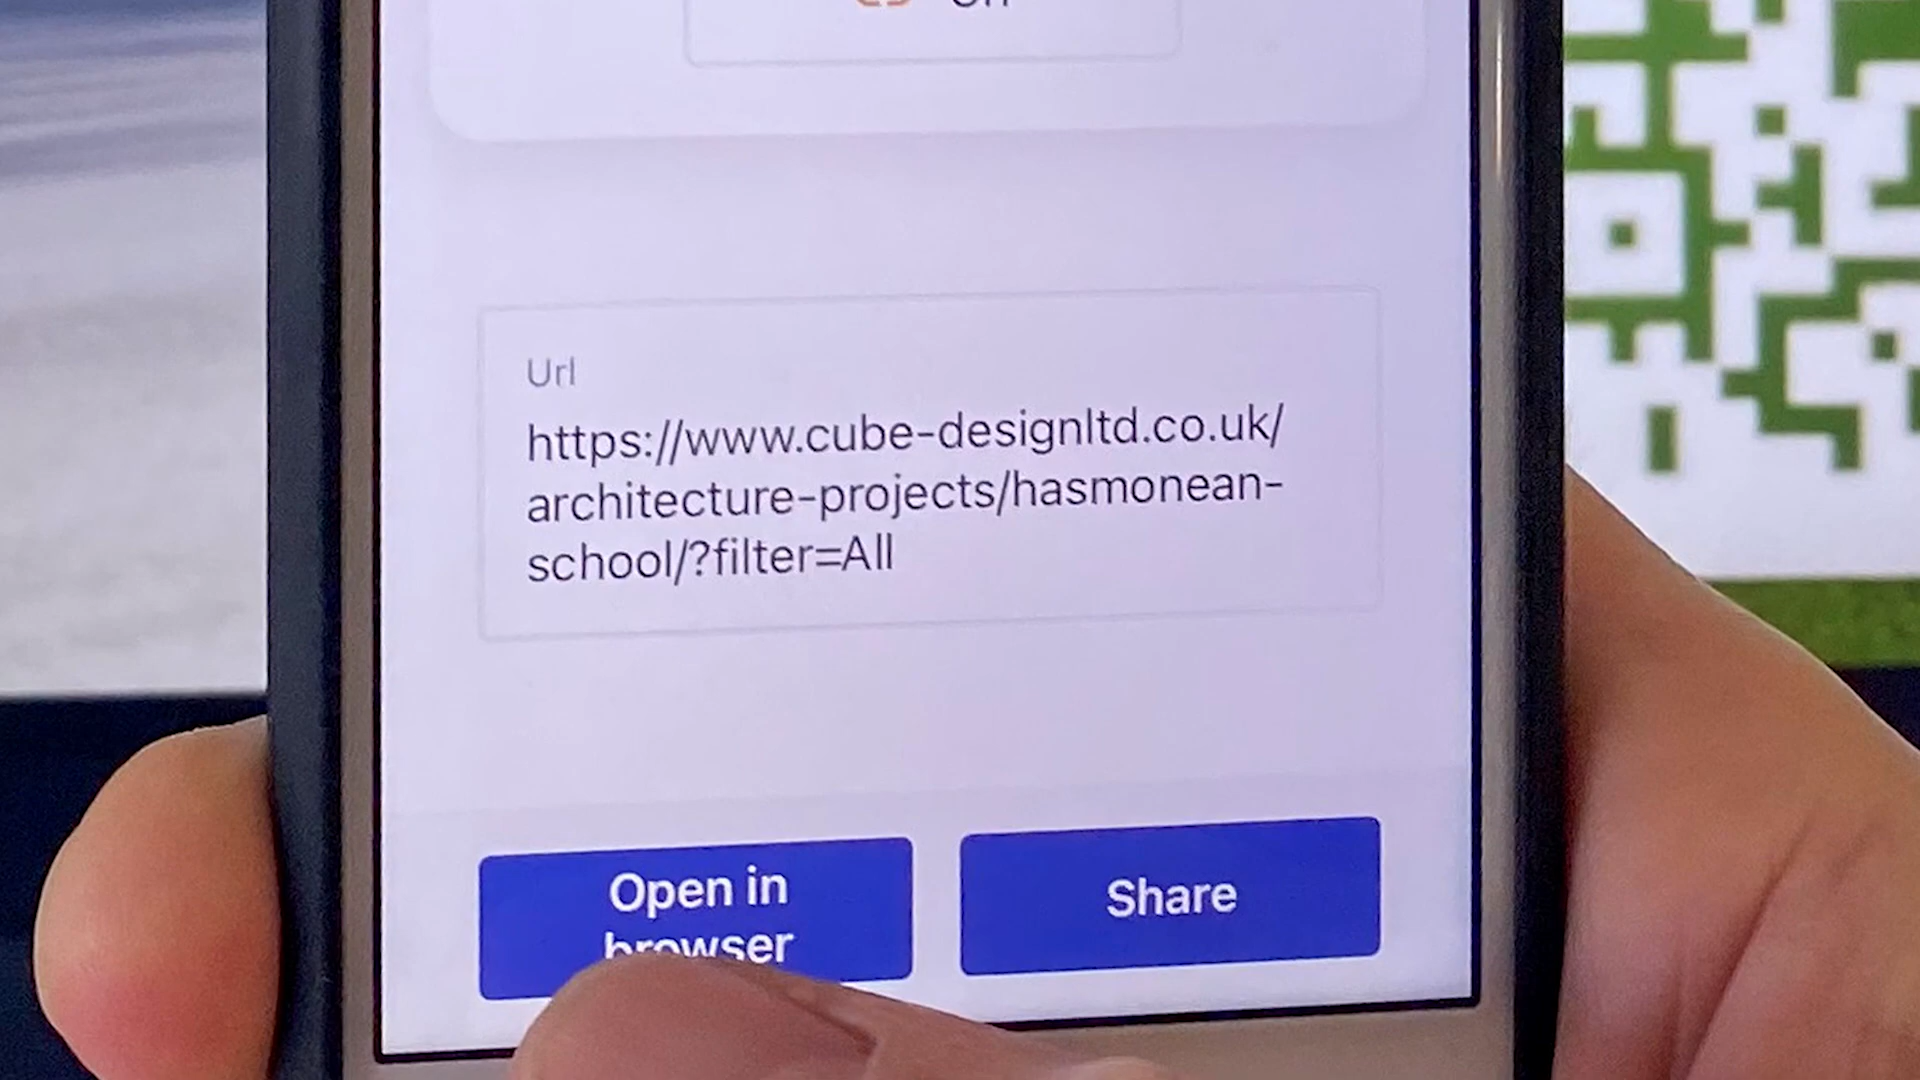 Url
https://www.cube-designltd.co.uk/
architecture-projects/hasmonean-
school/?filter=All
Open in
browser
Share